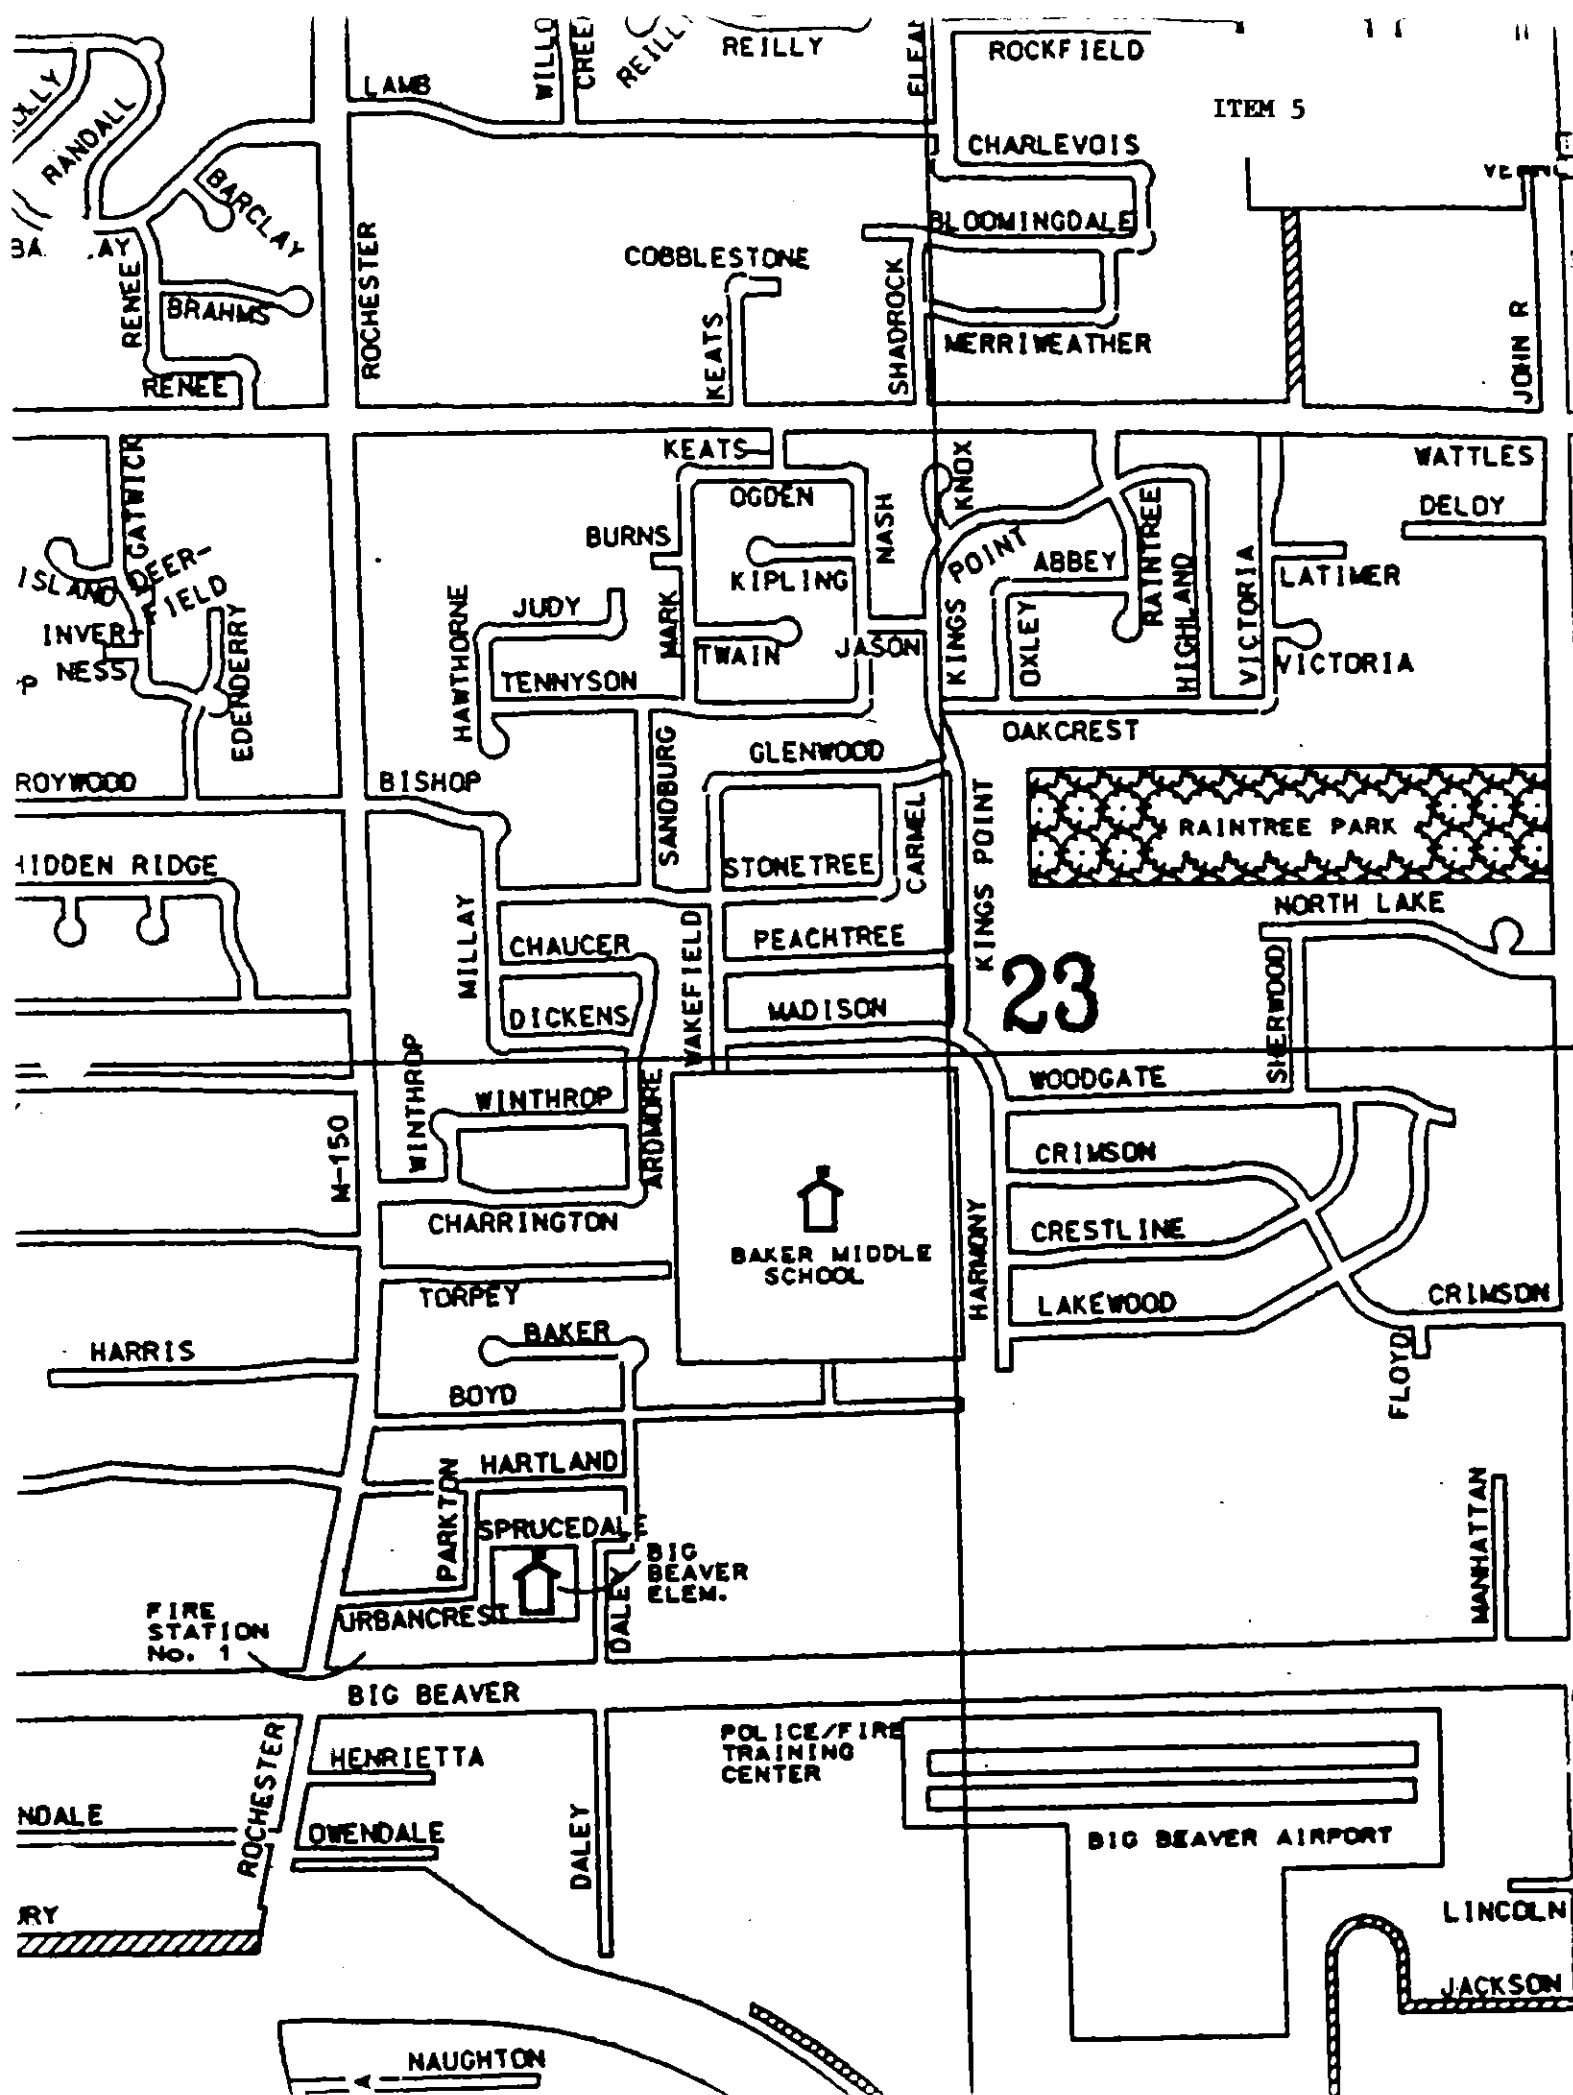 REILLY
ROCKFIELD
LAMB
ITEM 5
RANDALL
CHARLEVOIS
BARCLAY
BLOOMINGDALE
COBBLESTONE
ROCHESTER
RENEE
BRAHMS
KEATS
SHADROCK
MERRIWEATHER
JOHN R
RENEE
KEATS
WATTLES
GATWICK
OGDEN
NASH
KNOX
DELOY
BURNS
KINGS POINT
RAINTREE
ISLAND
DEER-
FIELD
KIPLING
ABBEY
HIGHLAND
VICTORIA
LATIMER
INVER-
NESS
EDENDERRY
HAWTHORNE
JUDY
MARK
TWAIN
JASON
OXLEY
VICTORIA
TENNYSON
OAKCREST
GLENWOOD
ROYWOOD
BISHOP
SANDBURG
CARMEL
KINGS POINT
RAINTREE PARK
HIDDEN RIDGE
STONETREE
NORTH LAKE
MILLAY
CHAUCER
WAKEFIELD
PEACHTREE
23
SHERWOOD
DICKENS
MADISON
WINTHROP
WINTHROP
ARDMORE
WOODGATE
M-150
CRIMSON
CHARRINGTON
BAKER MIDDLE
SCHOOL
HARMONY
CRESTLINE
TORPEY
LAKEWOOD
CRIMSON
HARRIS
BAKER
FLOYD
BOYD
HARTLAND
PARKTON
SPRUCEDALE
MANHATTAN
BIG
BEAVER
ELEM.
FIRE
STATION
No. 1
URBANCREST
DALEY
BIG BEAVER
ROCHESTER
HENRIETTA
POLICE/FIRE
TRAINING
CENTER
NDALE
OWENDALE
DALEY
BIG BEAVER AIRPORT
LINCOLN
JACKSON
NAUGHTON